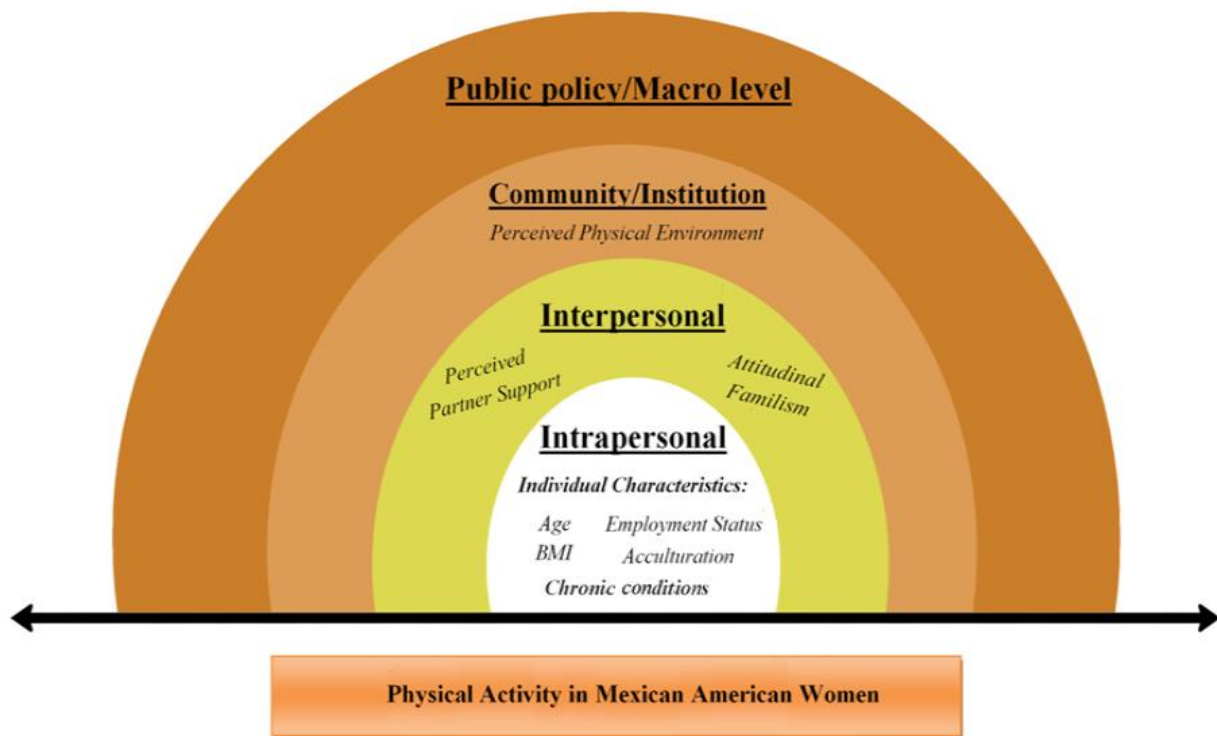 Public policy/Macro level
Community/Institution
Perceived Physical Environment
Interpersonal
Perceived
Partner Support
Attitudinal
Familism
Intrapersonal
Individual Characteristics:
Age Employment Status
BMI Acculturation
Chronic conditions
Physical Activity in Mexican American Women